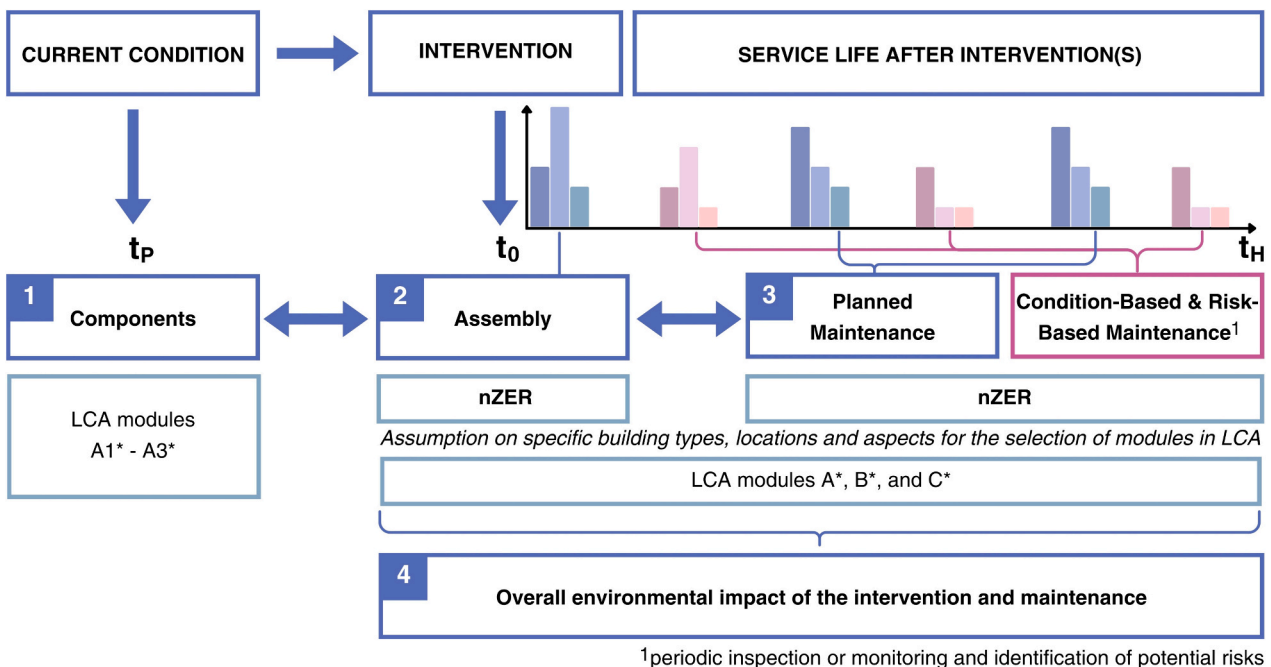 CURRENT CONDITION
INTERVENTION
SERVICE LIFE AFTER INTERVENTION(S)
tP
t0
tH
1
Components
2
Assembly
3
Planned
Maintenance
Condition-Based & Risk-
Based Maintenance1
LCA modules
A1* - A3*
nZER
nZER
Assumption on specific building types, locations and aspects for the selection of modules in LCA
LCA modules A*, B*, and C*
4
Overall environmental impact of the intervention and maintenance
1periodic inspection or monitoring and identification of potential risks